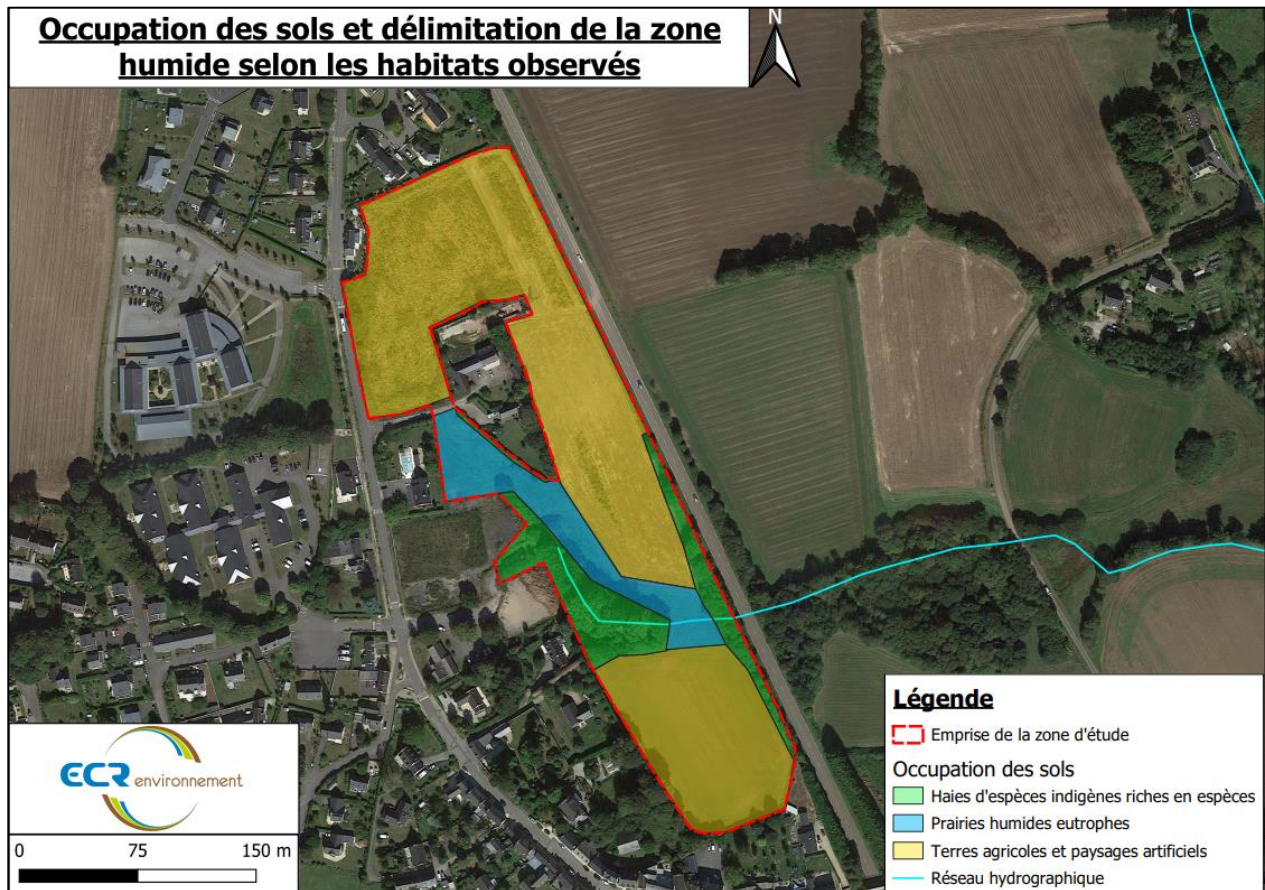 Occupation des sols et délimitation de la zone
humide selon les habitats observés
N
Légende
Emprise de la zone d'étude
Occupation des sols
Haies d'espèces indigènes riches en espèces
Prairies humides eutrophes
Terres agricoles et paysages artificiels
Réseau hydrographique
ECR environnement
0 75 150 m